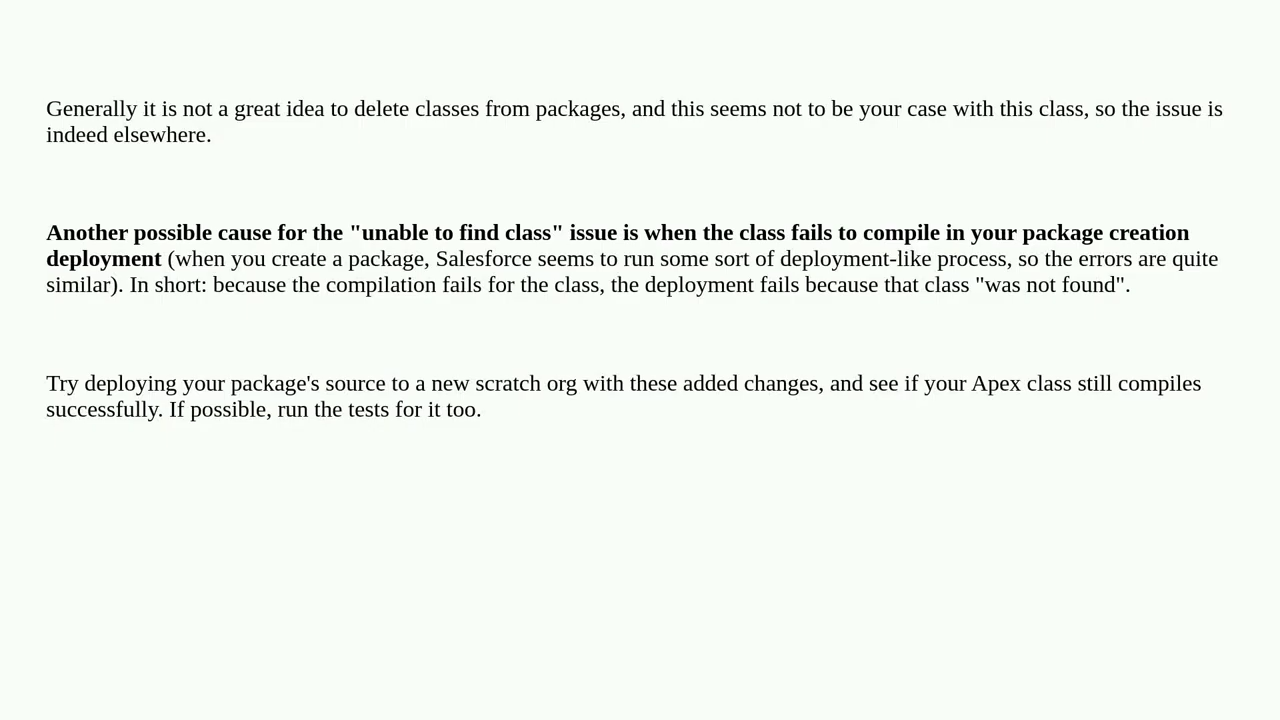 Generally it is not a great idea to delete classes from packages, and this seems not to be your case with this class, so the issue is
indeed elsewhere.
Another possible cause for the "unable to find class" issue is when the class fails to compile in your package creation
deployment (when you create a package, Salesforce seems to run some sort of deployment-like process, so the errors are quite
similar). In short: because the compilation fails for the class, the deployment fails because that class "was not found".
Try deploying your package's source to a new scratch org with these added changes, and see if your Apex class still compiles
successfully. If possible, run the tests for it too.